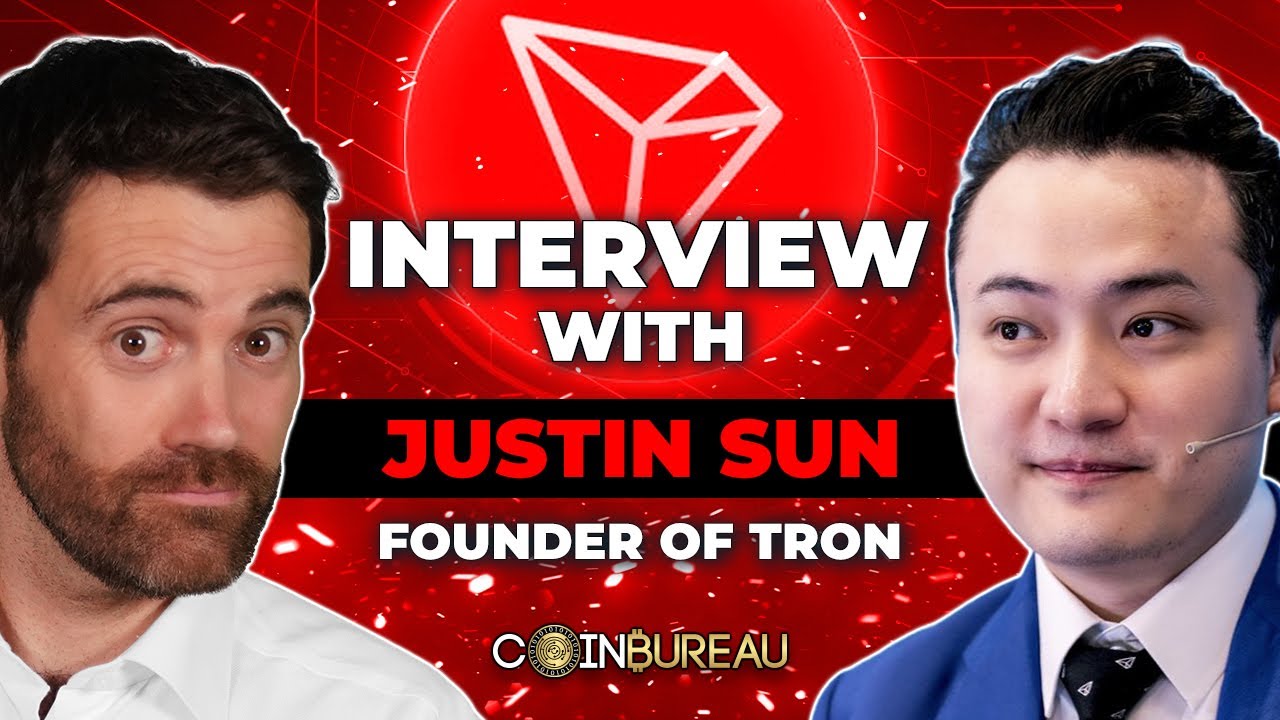 INTERVIEW
WITH
JUSTIN SUN
FOUNDER OF TRON
COINBUREAU